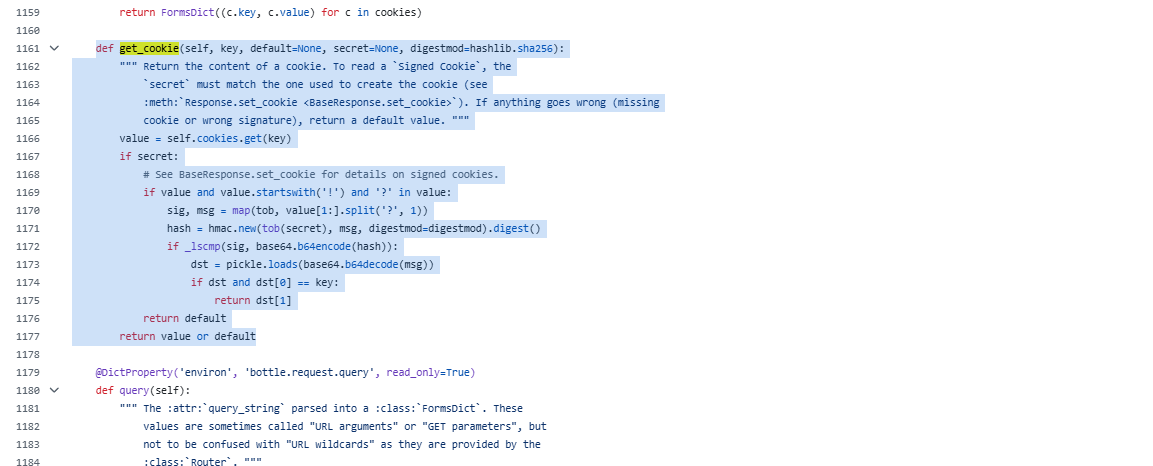 1159 return FormsDict((c.key, c.value) for c in cookies)
1160
1161 def get_cookie(self, key, default=None, secret=None, digestmod=hashlib.sha256):
1162 """ Return the content of a cookie. To read a `Signed Cookie`, the
1163 `secret` must match the one used to create the cookie (see
1164 :meth:`Response.set_cookie <BaseResponse.set_cookie>`). If anything goes wrong (missing
1165 cookie or wrong signature), return a default value. """
1166 value = self.cookies.get(key)
1167 if secret:
1168 # See BaseResponse.set_cookie for details on signed cookies.
1169 if value and value.startswith('!') and '?' in value:
1170 sig, msg = map(tob, value[1:].split('?', 1))
1171 hash = hmac.new(tob(secret), msg, digestmod=digestmod).digest()
1172 if _lscmp(sig, base64.b64encode(hash)):
1173 dst = pickle.loads(base64.b64decode(msg))
1174 if dst and dst[0] == key:
1175 return dst[1]
1176 return default
1177 return value or default
1178
1179 @DictProperty('environ', 'bottle.request.query', read_only=True)
1180 def query(self):
1181 """ The :attr:`query_string` parsed into a :class:`FormsDict`. These
1182 values are sometimes called "URL arguments" or "GET parameters", but
1183 not to be confused with "URL wildcards" as they are provided by the
1184 :class:`Router`. """